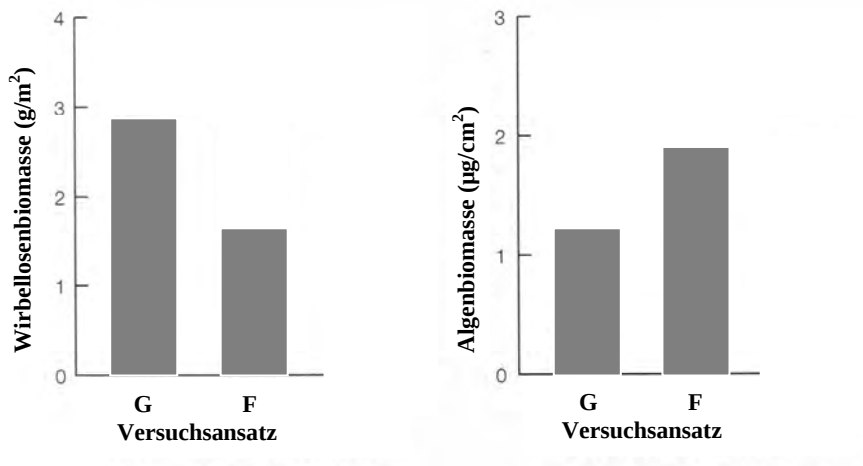 Wirbellosenbiomasse (g/m²)
4
3
2
1
0
G F
Versuchsansatz
Algenbiomasse (µg/cm²)
3
2
1
0
G F
Versuchsansatz